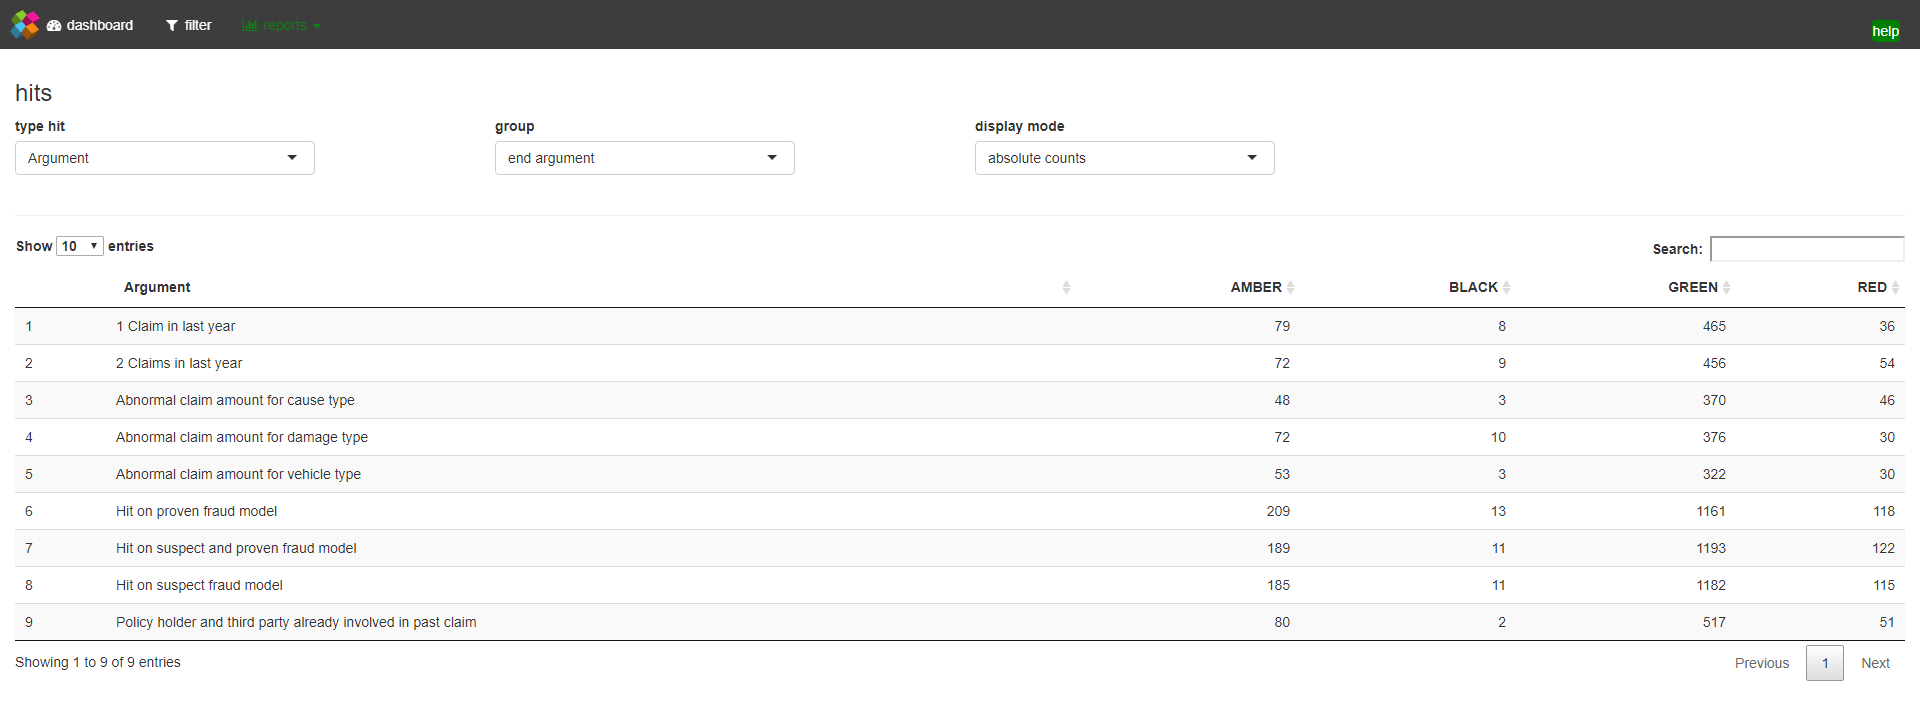 dashboard filter reports help
hits
type hit group display mode
Argument end argument absolute counts
Show 10 entries Search:
Argument AMBER BLACK GREEN RED
1 1 Claim in last year 79 8 465 36
2 2 Claims in last year 72 9 456 54
3 Abnormal claim amount for cause type 48 3 370 46
4 Abnormal claim amount for damage type 72 10 376 30
5 Abnormal claim amount for vehicle type 53 3 322 30
6 Hit on proven fraud model 209 13 1161 118
7 Hit on suspect and proven fraud model 189 11 1193 122
8 Hit on suspect fraud model 185 11 1182 115
9 Policy holder and third party already involved in past claim 80 2 517 51
Showing 1 to 9 of 9 entries Previous 1 Next